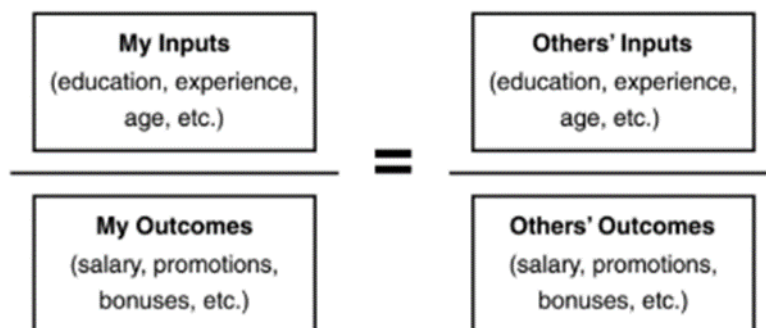 My Inputs
(education, experience,
age, etc.)
Others’ Inputs
(education, experience,
age, etc.)
=
My Outcomes
(salary, promotions,
bonuses, etc.)
Others’ Outcomes
(salary, promotions,
bonuses, etc.)